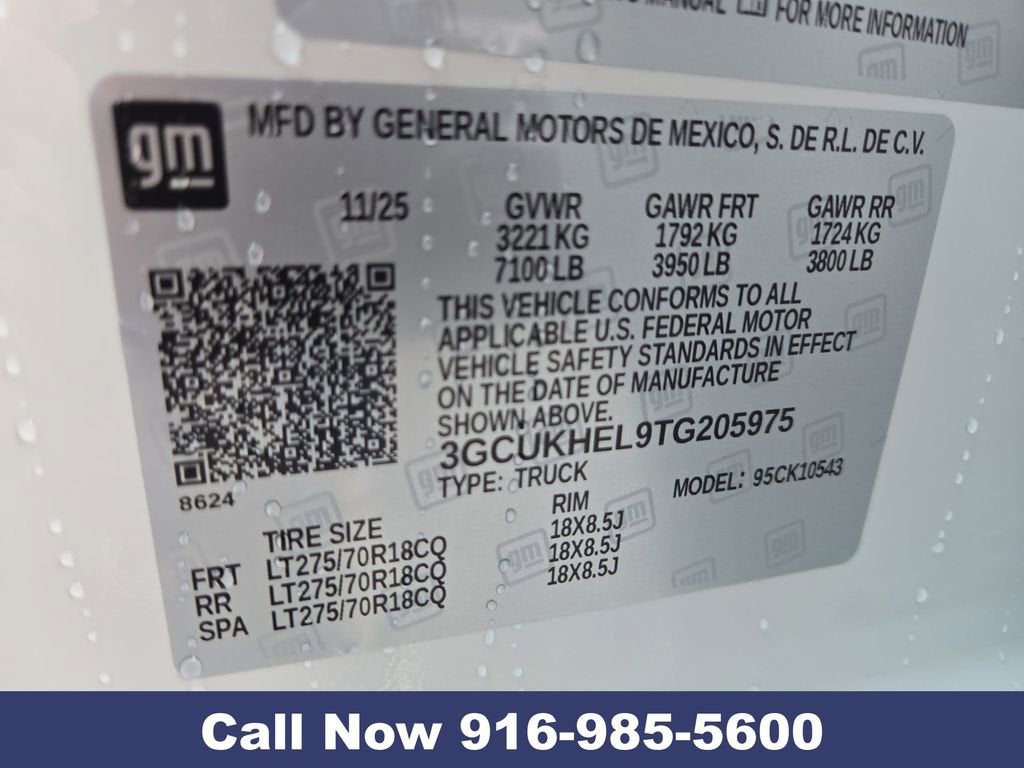 MANUAL FOR MORE INFORMATION
gm
MFD BY GENERAL MOTORS DE MEXICO, S. DE R.L. DE C.V.
11/25 GVWR GAWR FRT GAWR RR
3221 KG 1792 KG 1724 KG
7100 LB 3950 LB 3800 LB
THIS VEHICLE CONFORMS TO ALL
APPLICABLE U.S. FEDERAL MOTOR
VEHICLE SAFETY STANDARDS IN EFFECT
ON THE DATE OF MANUFACTURE
SHOWN ABOVE.
3GCUKHEL9TG205975
8624
TYPE: TRUCK MODEL: 95CK10543
TIRE SIZE RIM
FRT LT275/70R18CQ 18X8.5J
RR LT275/70R18CQ 18X8.5J
SPA LT275/70R18CQ 18X8.5J
Call Now 916-985-5600